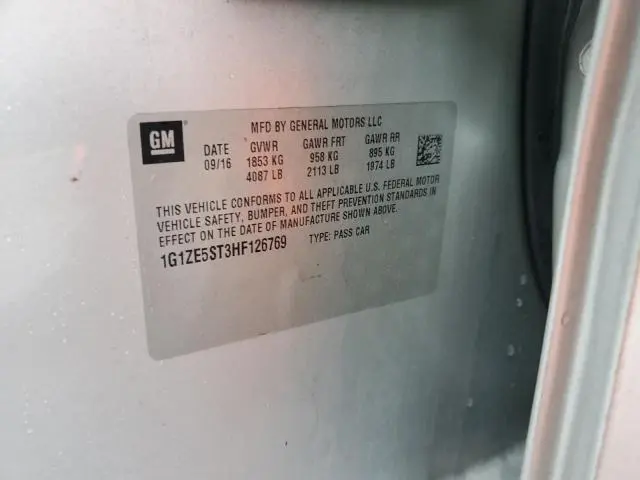 GM
MFD BY GENERAL MOTORS LLC
DATE GVWR GAWR FRT GAWR RR
09/16 1853 KG 958 KG 895 KG
4087 LB 2113 LB 1974 LB
THIS VEHICLE CONFORMS TO ALL APPLICABLE U.S. FEDERAL MOTOR
VEHICLE SAFETY, BUMPER, AND THEFT PREVENTION STANDARDS IN
EFFECT ON THE DATE OF MANUFACTURE SHOWN ABOVE.
1G1ZE5ST3HF126769 TYPE: PASS CAR